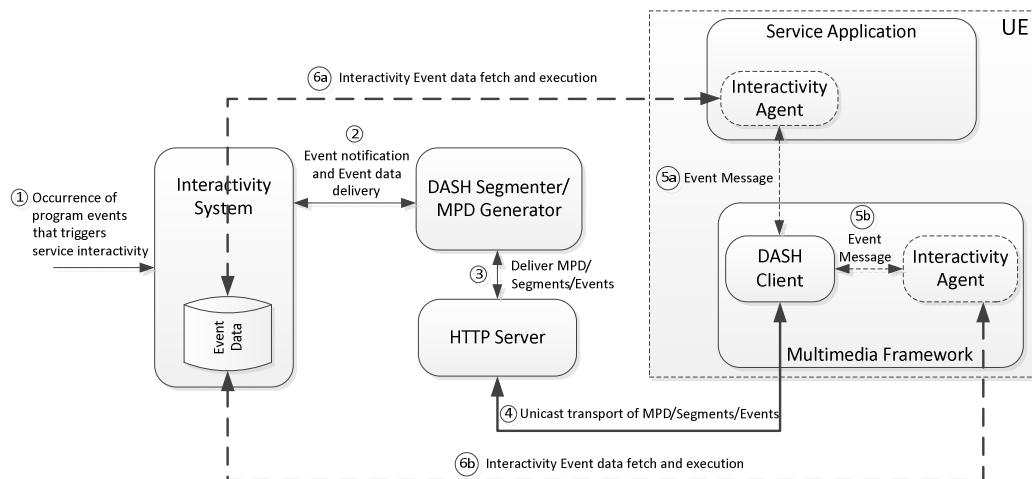 UE
Service Application
6a Interactivity Event data fetch and execution
Interactivity
Agent
2
Event notification
and Event data
delivery
1 Occurrence of
program events
that triggers
service interactivity
Interactivity
System
DASH Segmenter/
MPD Generator
5a Event Message
5b
Event
Message
3 Deliver MPD/
Segments/Events
DASH
Client
Interactivity
Agent
Event
Data
HTTP Server
Multimedia Framework
4 Unicast transport of MPD/Segments/Events
6b Interactivity Event data fetch and execution